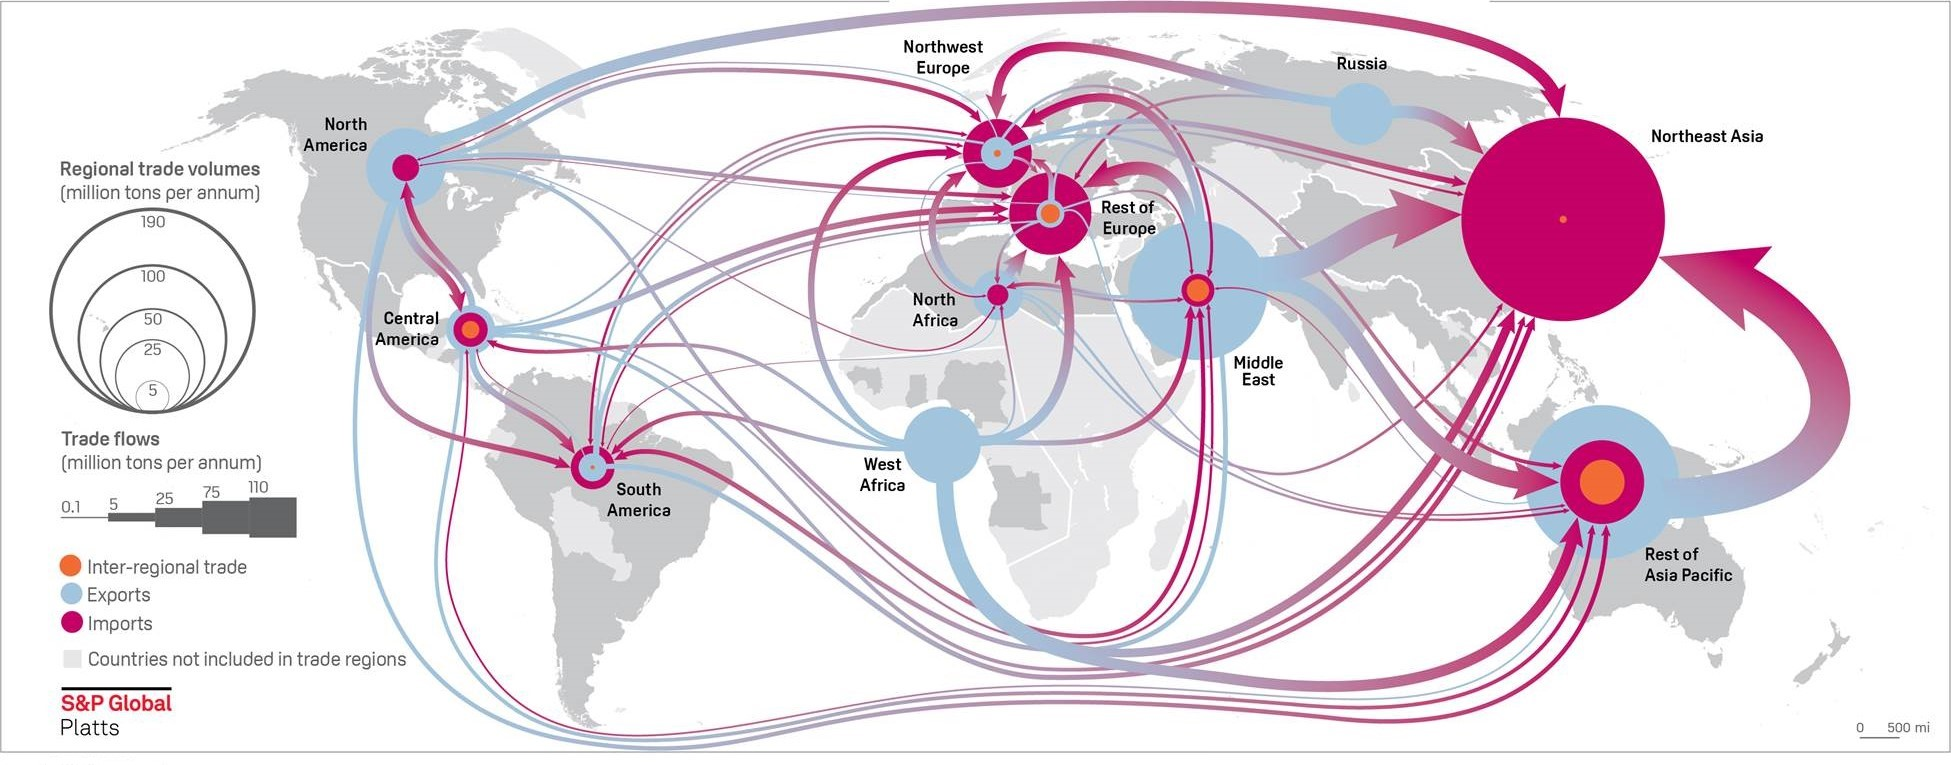 Regional trade volumes
(million tons per annum)
190
100
50
25
5
Trade flows
(million tons per annum)
0.1
5
25
75
110
Inter-regional trade
Exports
Imports
Countries not included in trade regions
S&P Global
Platts
North
America
Central
America
South
America
Northwest
Europe
Rest of
Europe
North
Africa
West
Africa
Middle
East
Russia
Northeast Asia
Rest of
Asia Pacific
0 500 mi